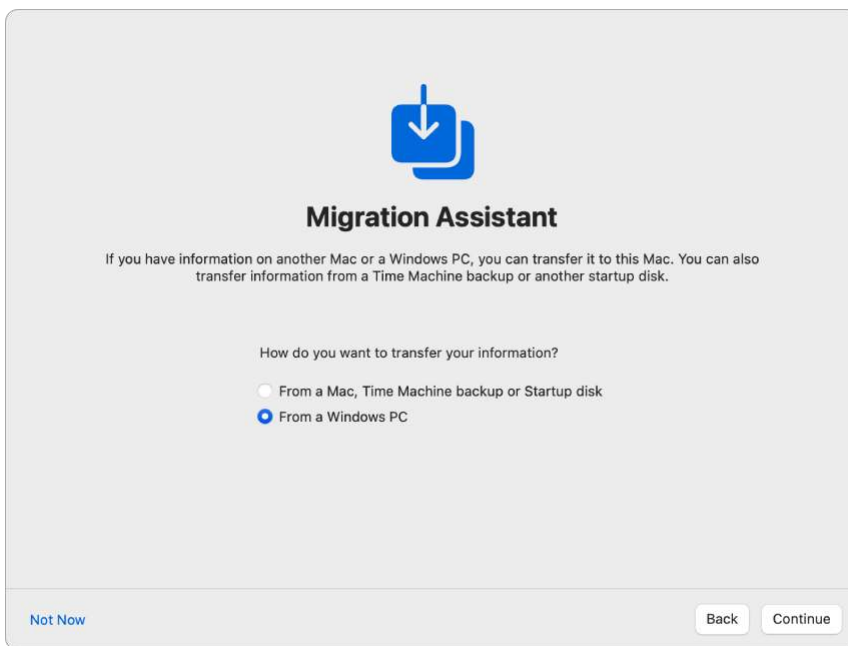 Migration Assistant
If you have information on another Mac or a Windows PC, you can transfer it to this Mac. You can also
transfer information from a Time Machine backup or another startup disk.
How do you want to transfer your information?
From a Mac, Time Machine backup or Startup disk
From a Windows PC
Not Now
Back
Continue